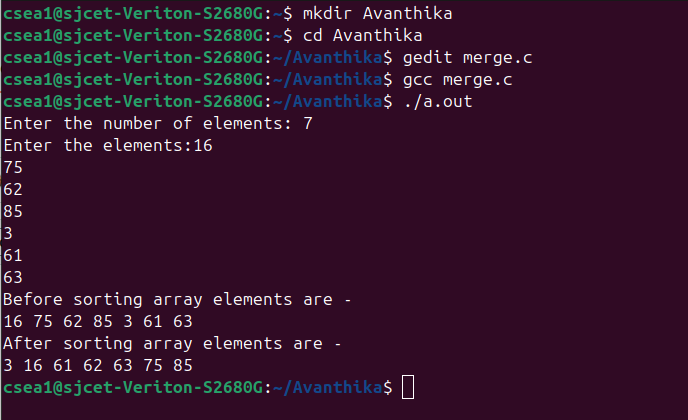 csea1@sjcet-Veriton-S2680G:~$ mkdir Avanthika
csea1@sjcet-Veriton-S2680G:~$ cd Avanthika
csea1@sjcet-Veriton-S2680G:~/Avanthika$ gedit merge.c
csea1@sjcet-Veriton-S2680G:~/Avanthika$ gcc merge.c
csea1@sjcet-Veriton-S2680G:~/Avanthika$ ./a.out
Enter the number of elements: 7
Enter the elements:16
75
62
85
3
61
63
Before sorting array elements are -
16 75 62 85 3 61 63
After sorting array elements are -
3 16 61 62 63 75 85
csea1@sjcet-Veriton-S2680G:~/Avanthika$